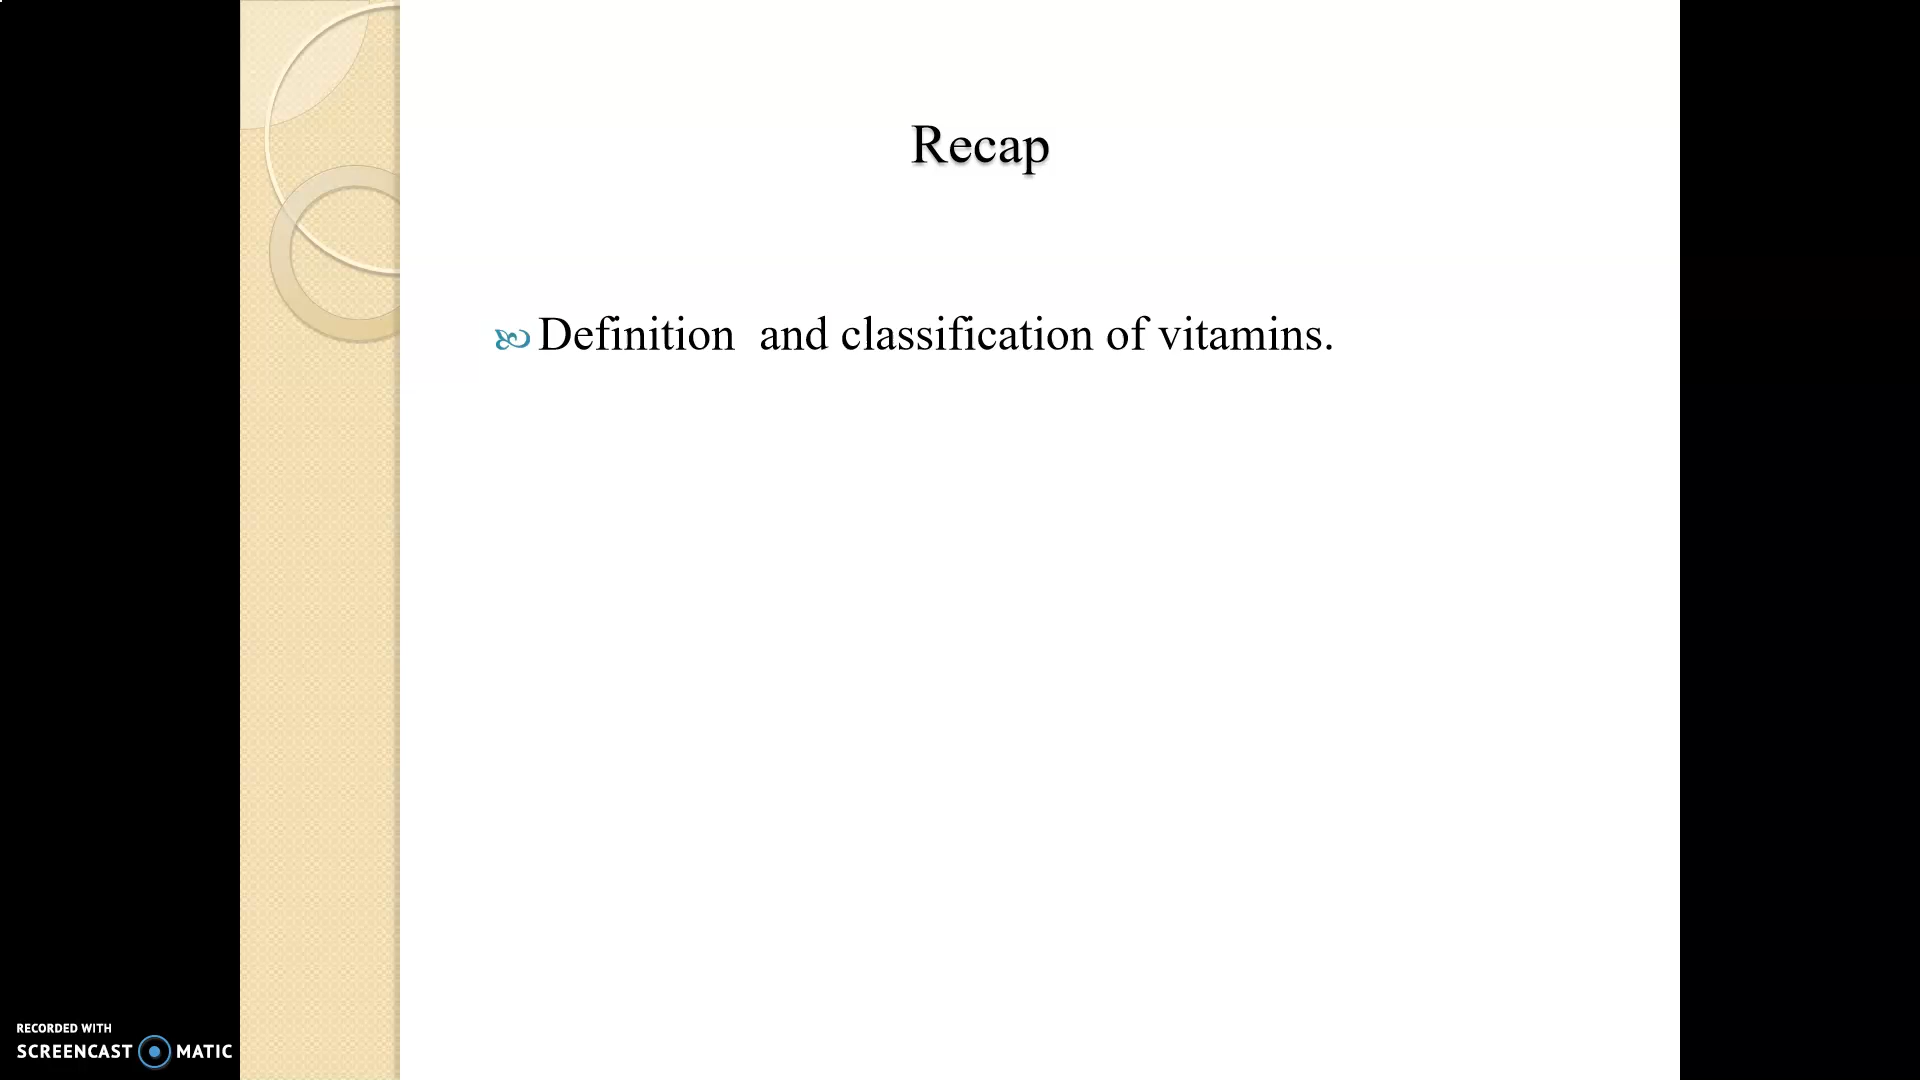 Recap
Definition  and classification of vitamins.
RECORDED WITH
SCREENCAST MATIC